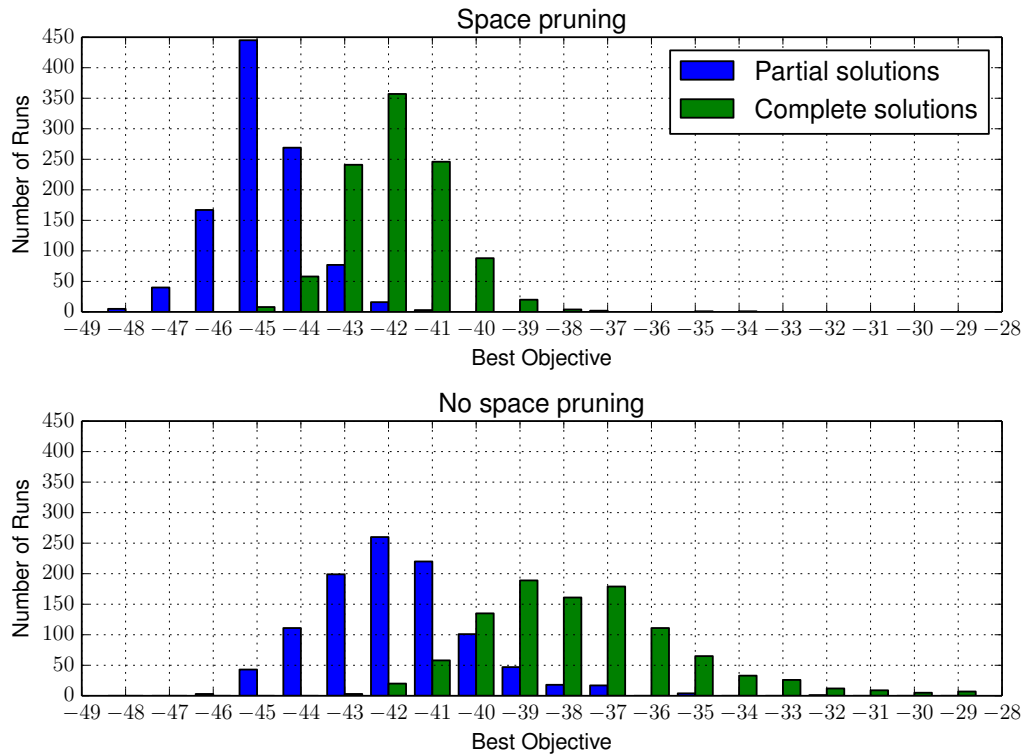 Space pruning
450
400
350
300
250
200
150
100
50
0
Number of Runs
Partial solutions
Complete solutions
−49 −48 −47 −46 −45 −44 −43 −42 −41 −40 −39 −38 −37 −36 −35 −34 −33 −32 −31 −30 −29 −28
Best Objective
No space pruning
450
400
350
300
250
200
150
100
50
0
Number of Runs
−49 −48 −47 −46 −45 −44 −43 −42 −41 −40 −39 −38 −37 −36 −35 −34 −33 −32 −31 −30 −29 −28
Best Objective